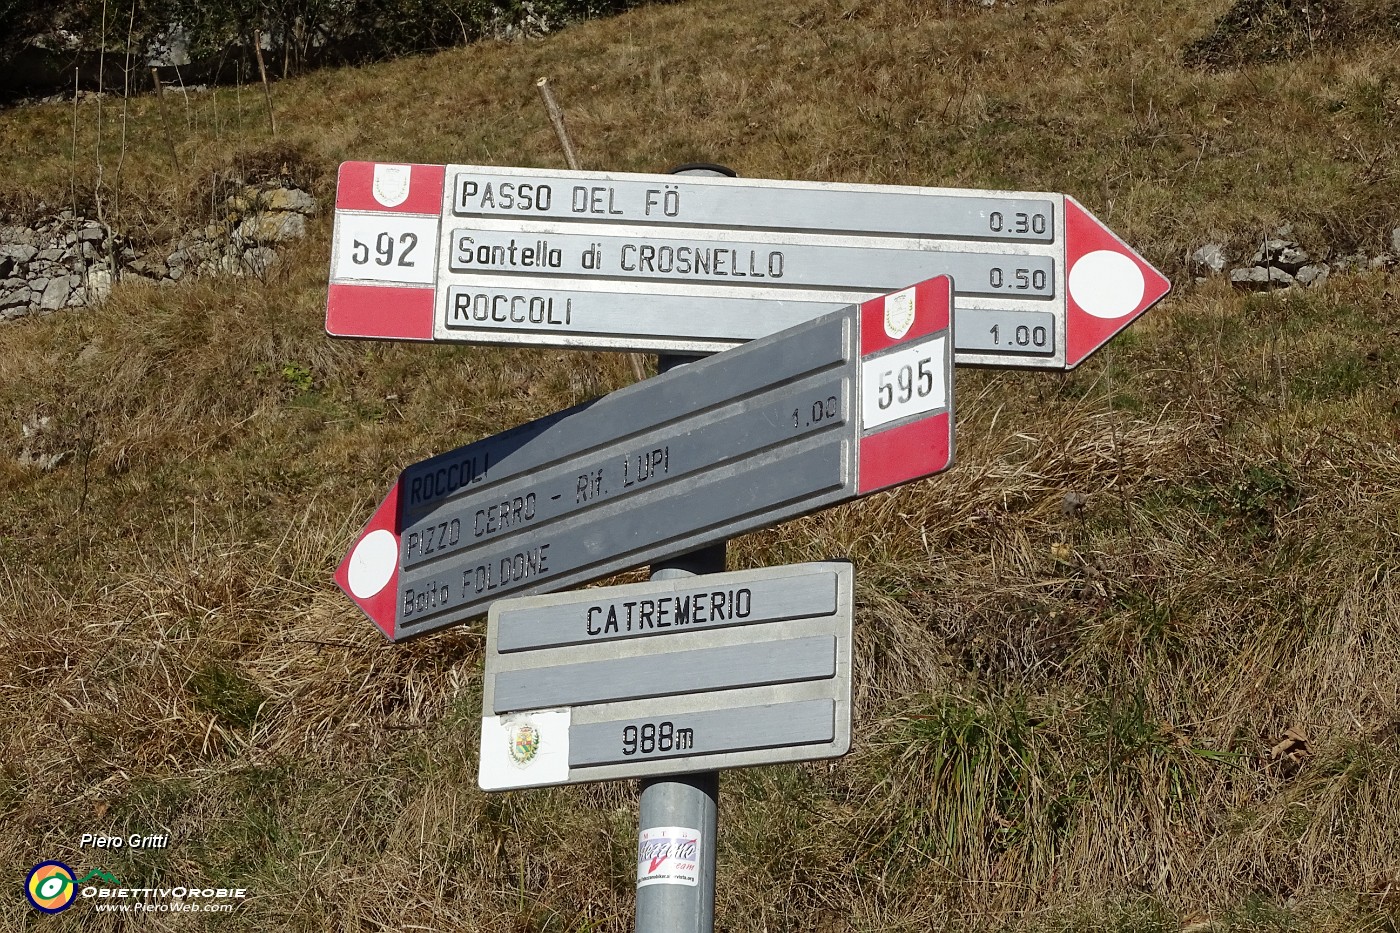 592
PASSO DEL FÖ 0.30
Santella di CROSNELLO 0.50
ROCCOLI 1.00
595
ROCCOLI
PIZZO CERRO - Rif. LUPI 1.00
Baita FOLDONE
CATREMERIO
988m
Team
Piero Gritti
OBIETTIVOROBIE
www.PieroWeb.com